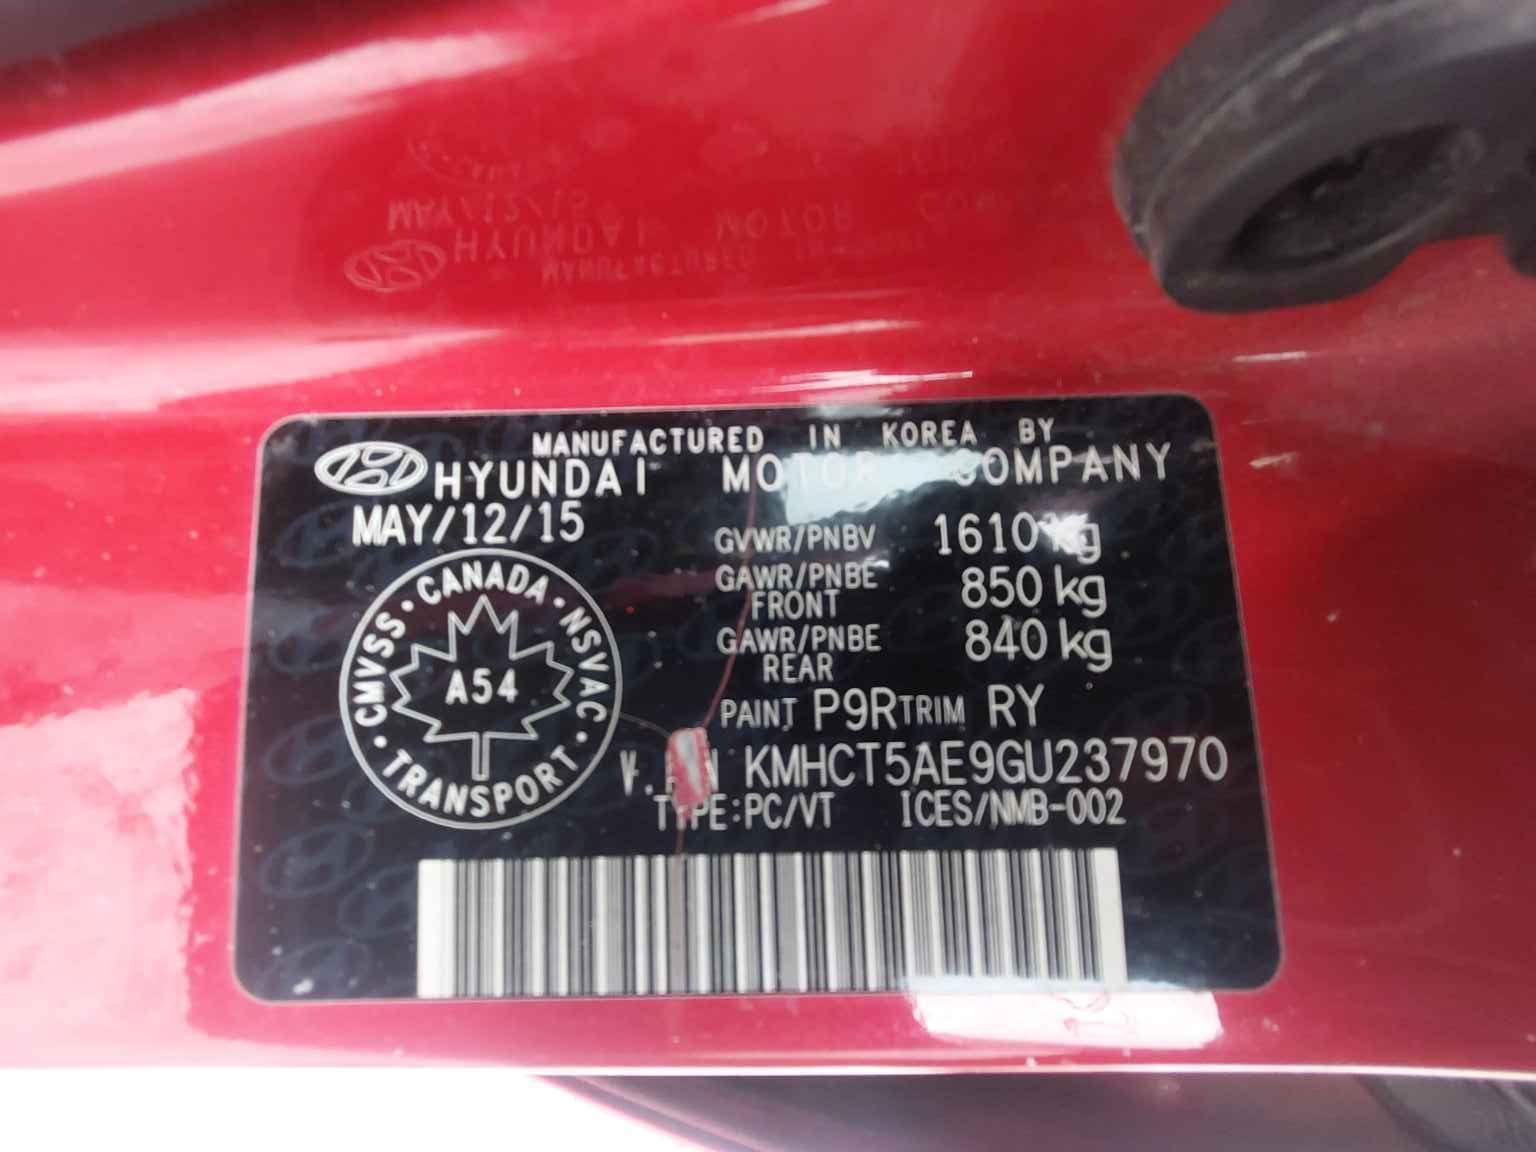 MANUFACTURED IN KOREA BY
HYUNDAI MOTOR COMPANY
MAY/12/15
GVWR/PNBV 1610 kg
GAWR/PNBE FRONT 850 kg
GAWR/PNBE REAR 840 kg
CANADA · NSVAC · TRANSPORT · CMVSS
A54
PAINT P9R TRIM RY
KMHCT5AE9GU237970
TYPE:PC/VT ICES/NMB-002